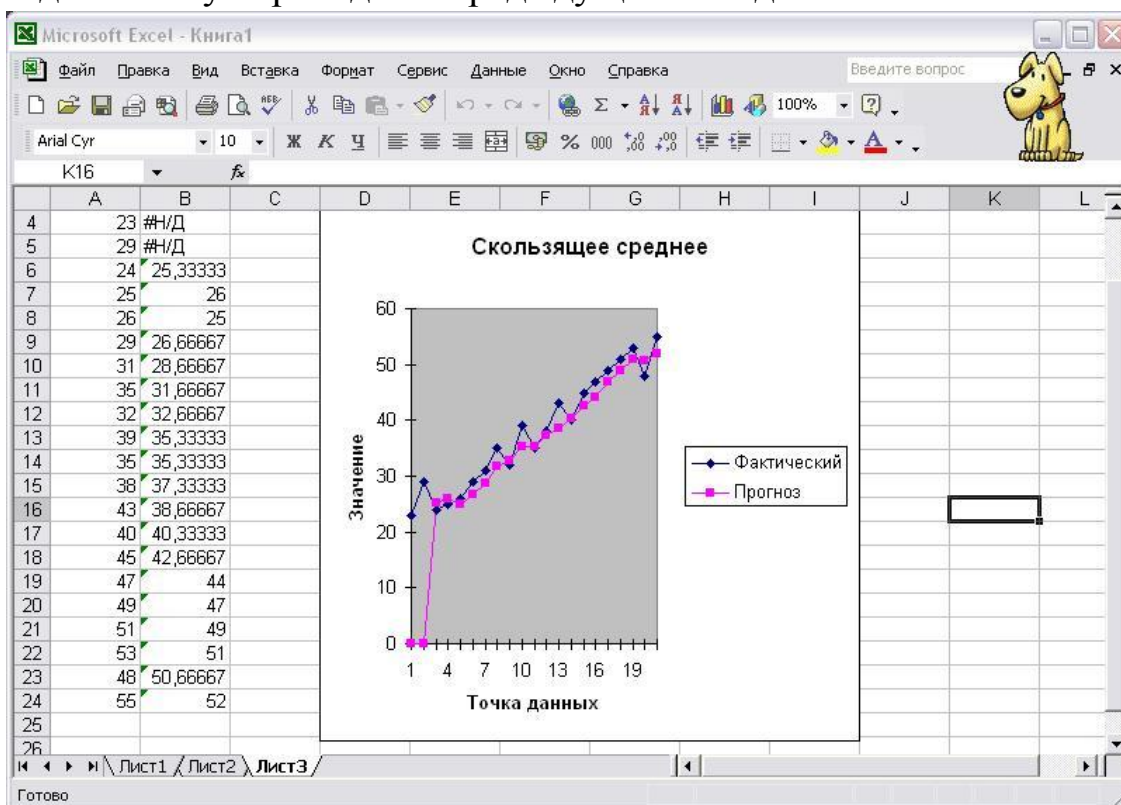 Microsoft Excel - Книга1
Файл Правка Вид Вставка Формат Сервис Данные Окно Справка Введите вопрос
100%
Arial Cyr 10 Ж К Ч % 000
K16 fx
A B C D E F G H I J K L
4 23 #Н/Д
5 29 #Н/Д
6 24 25,33333
7 25 26
8 26 25
9 29 26,66667
10 31 28,66667
11 35 31,66667
12 32 32,66667
13 39 35,33333
14 35 35,33333
15 38 37,33333
16 43 38,66667
17 40 40,33333
18 45 42,66667
19 47 44
20 49 47
21 51 49
22 53 51
23 48 50,66667
24 55 52
25
26
Скользящее среднее
60
50
40
30
20
10
0
1 4 7 10 13 16 19
Значение
Точка данных
Фактический
Прогноз
Лист1 Лист2 Лист3
Готово